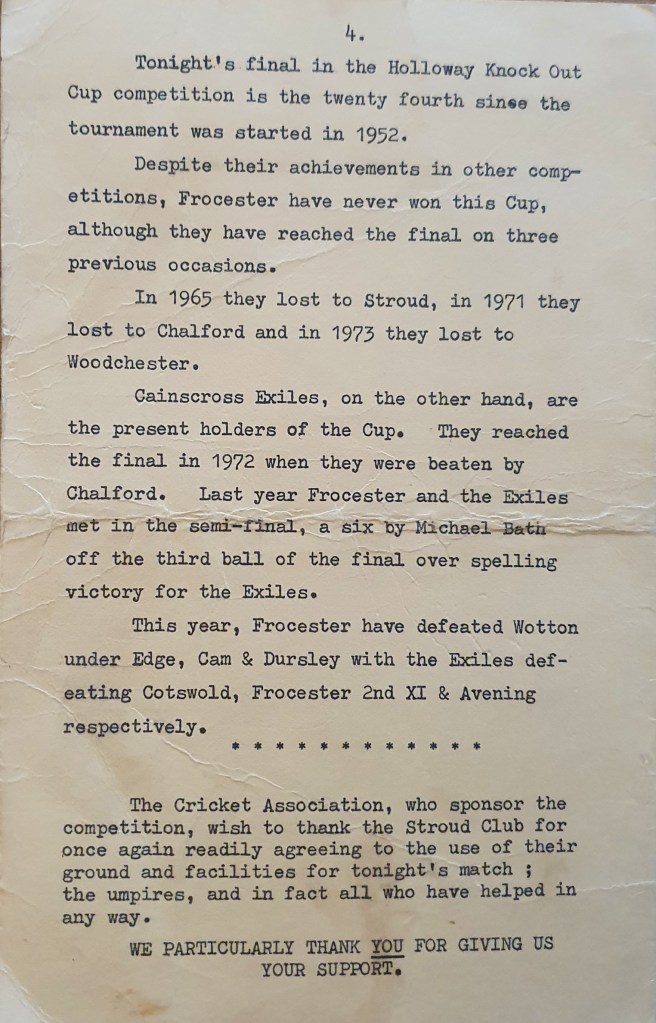 4.
Tonight's final in the Holloway Knock Out
Cup competition is the twenty fourth since the
tournament was started in 1952.
Despite their achievements in other comp-
etitions, Frocester have never won this Cup,
although they have reached the final on three
previous occasions.
In 1965 they lost to Stroud, in 1971 they
lost to Chalford and in 1973 they lost to
Woodchester.
Cainscross Exiles, on the other hand, are
the present holders of the Cup. They reached
the final in 1972 when they were beaten by
Chalford. Last year Frocester and the Exiles
met in the semi-final, a six by Michael Bath
off the third ball of the final over spelling
victory for the Exiles.
This year, Frocester have defeated Wotton
under Edge, Cam & Dursley with the Exiles def-
eating Cotswold, Frocester 2nd XI & Avening
respectively.
* * * * * * * * * * * *
The Cricket Association, who sponsor the
competition, wish to thank the Stroud Club for
once again readily agreeing to the use of their
ground and facilities for tonight's match ;
the umpires, and in fact all who have helped in
any way.
WE PARTICULARLY THANK YOU FOR GIVING US
YOUR SUPPORT.